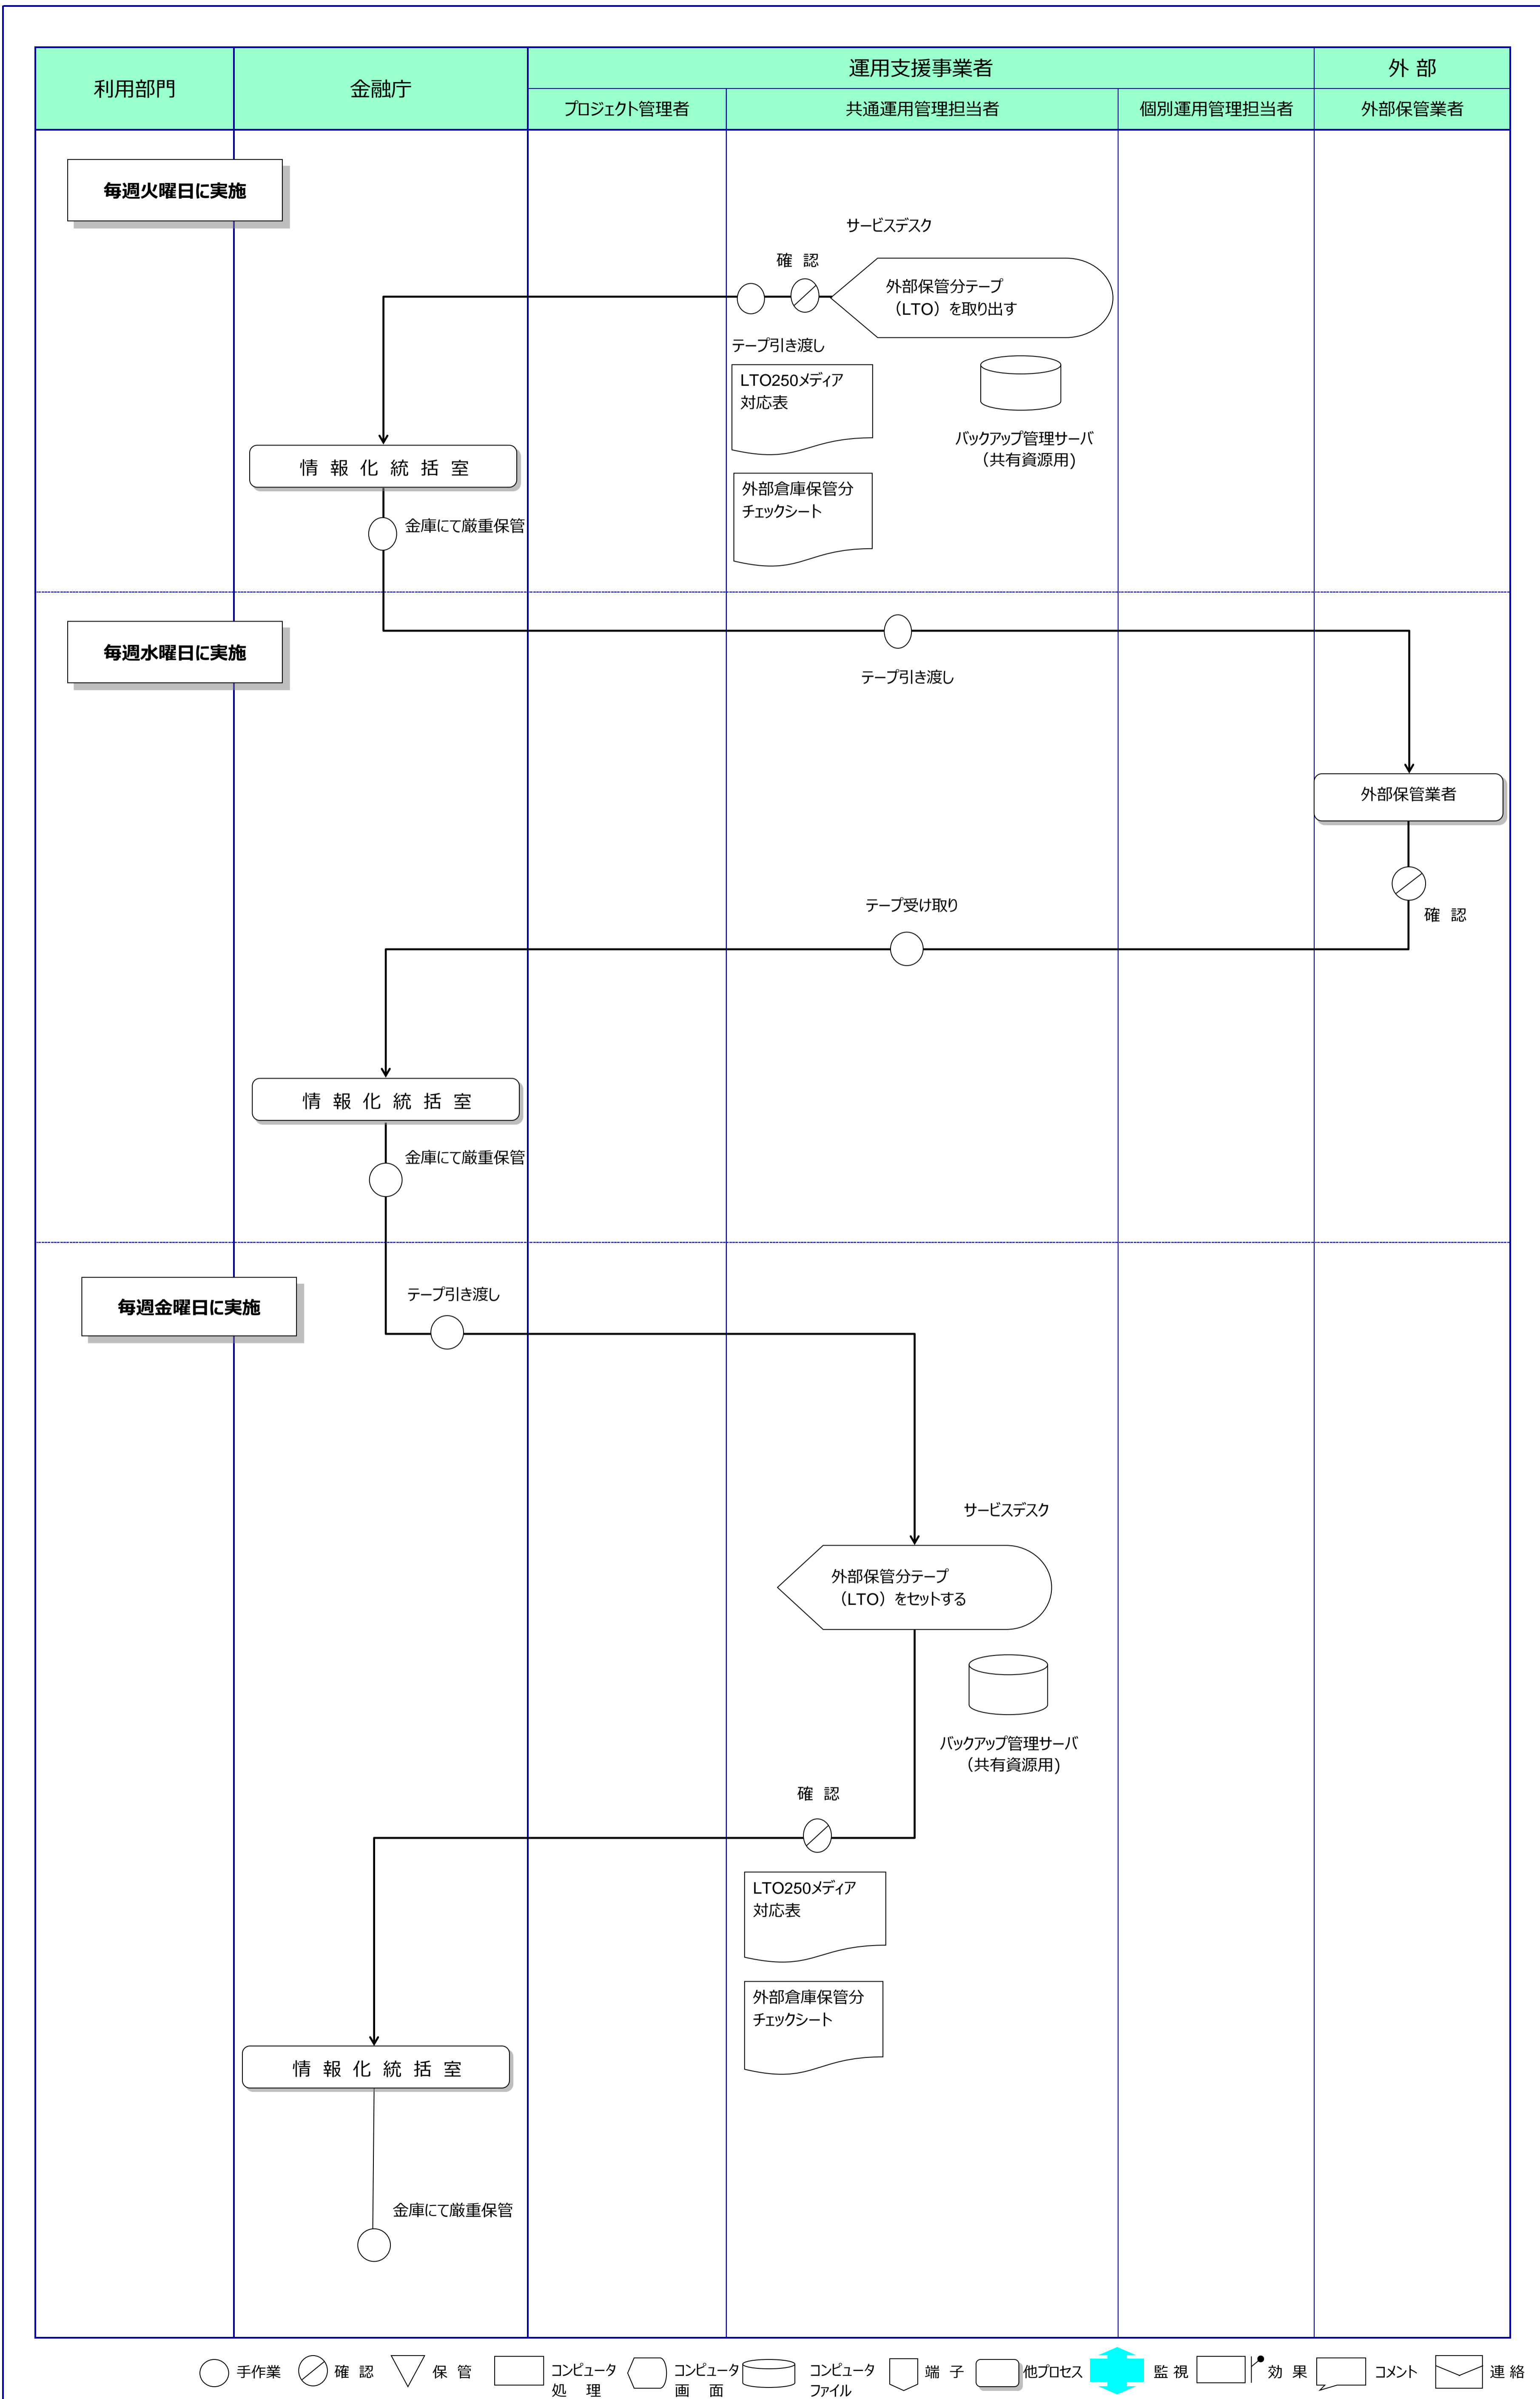 利用部門
金融庁
運用支援事業者
外 部
プロジェクト管理者
共通運用管理担当者
個別運用管理担当者
外部保管業者
毎週火曜日に実施
サービスデスク
確 認
外部保管分テープ
（LTO）を取り出す
テープ引き渡し
LTO250メディア
対応表
バックアップ管理サーバ
（共有資源用)
情 報 化 統 括 室
外部倉庫保管分
チェックシート
金庫にて厳重保管
毎週水曜日に実施
テープ引き渡し
外部保管業者
確 認
テープ受け取り
情 報 化 統 括 室
金庫にて厳重保管
毎週金曜日に実施
テープ引き渡し
サービスデスク
外部保管分テープ
（LTO）をセットする
バックアップ管理サーバ
（共有資源用)
確 認
LTO250メディア
対応表
外部倉庫保管分
チェックシート
情 報 化 統 括 室
金庫にて厳重保管
手作業
確 認
保 管
コンピュータ
処 理
コンピュータ
画 面
コンピュータ
ファイル
端 子
他プロセス
監 視
効 果
コメント
連 絡